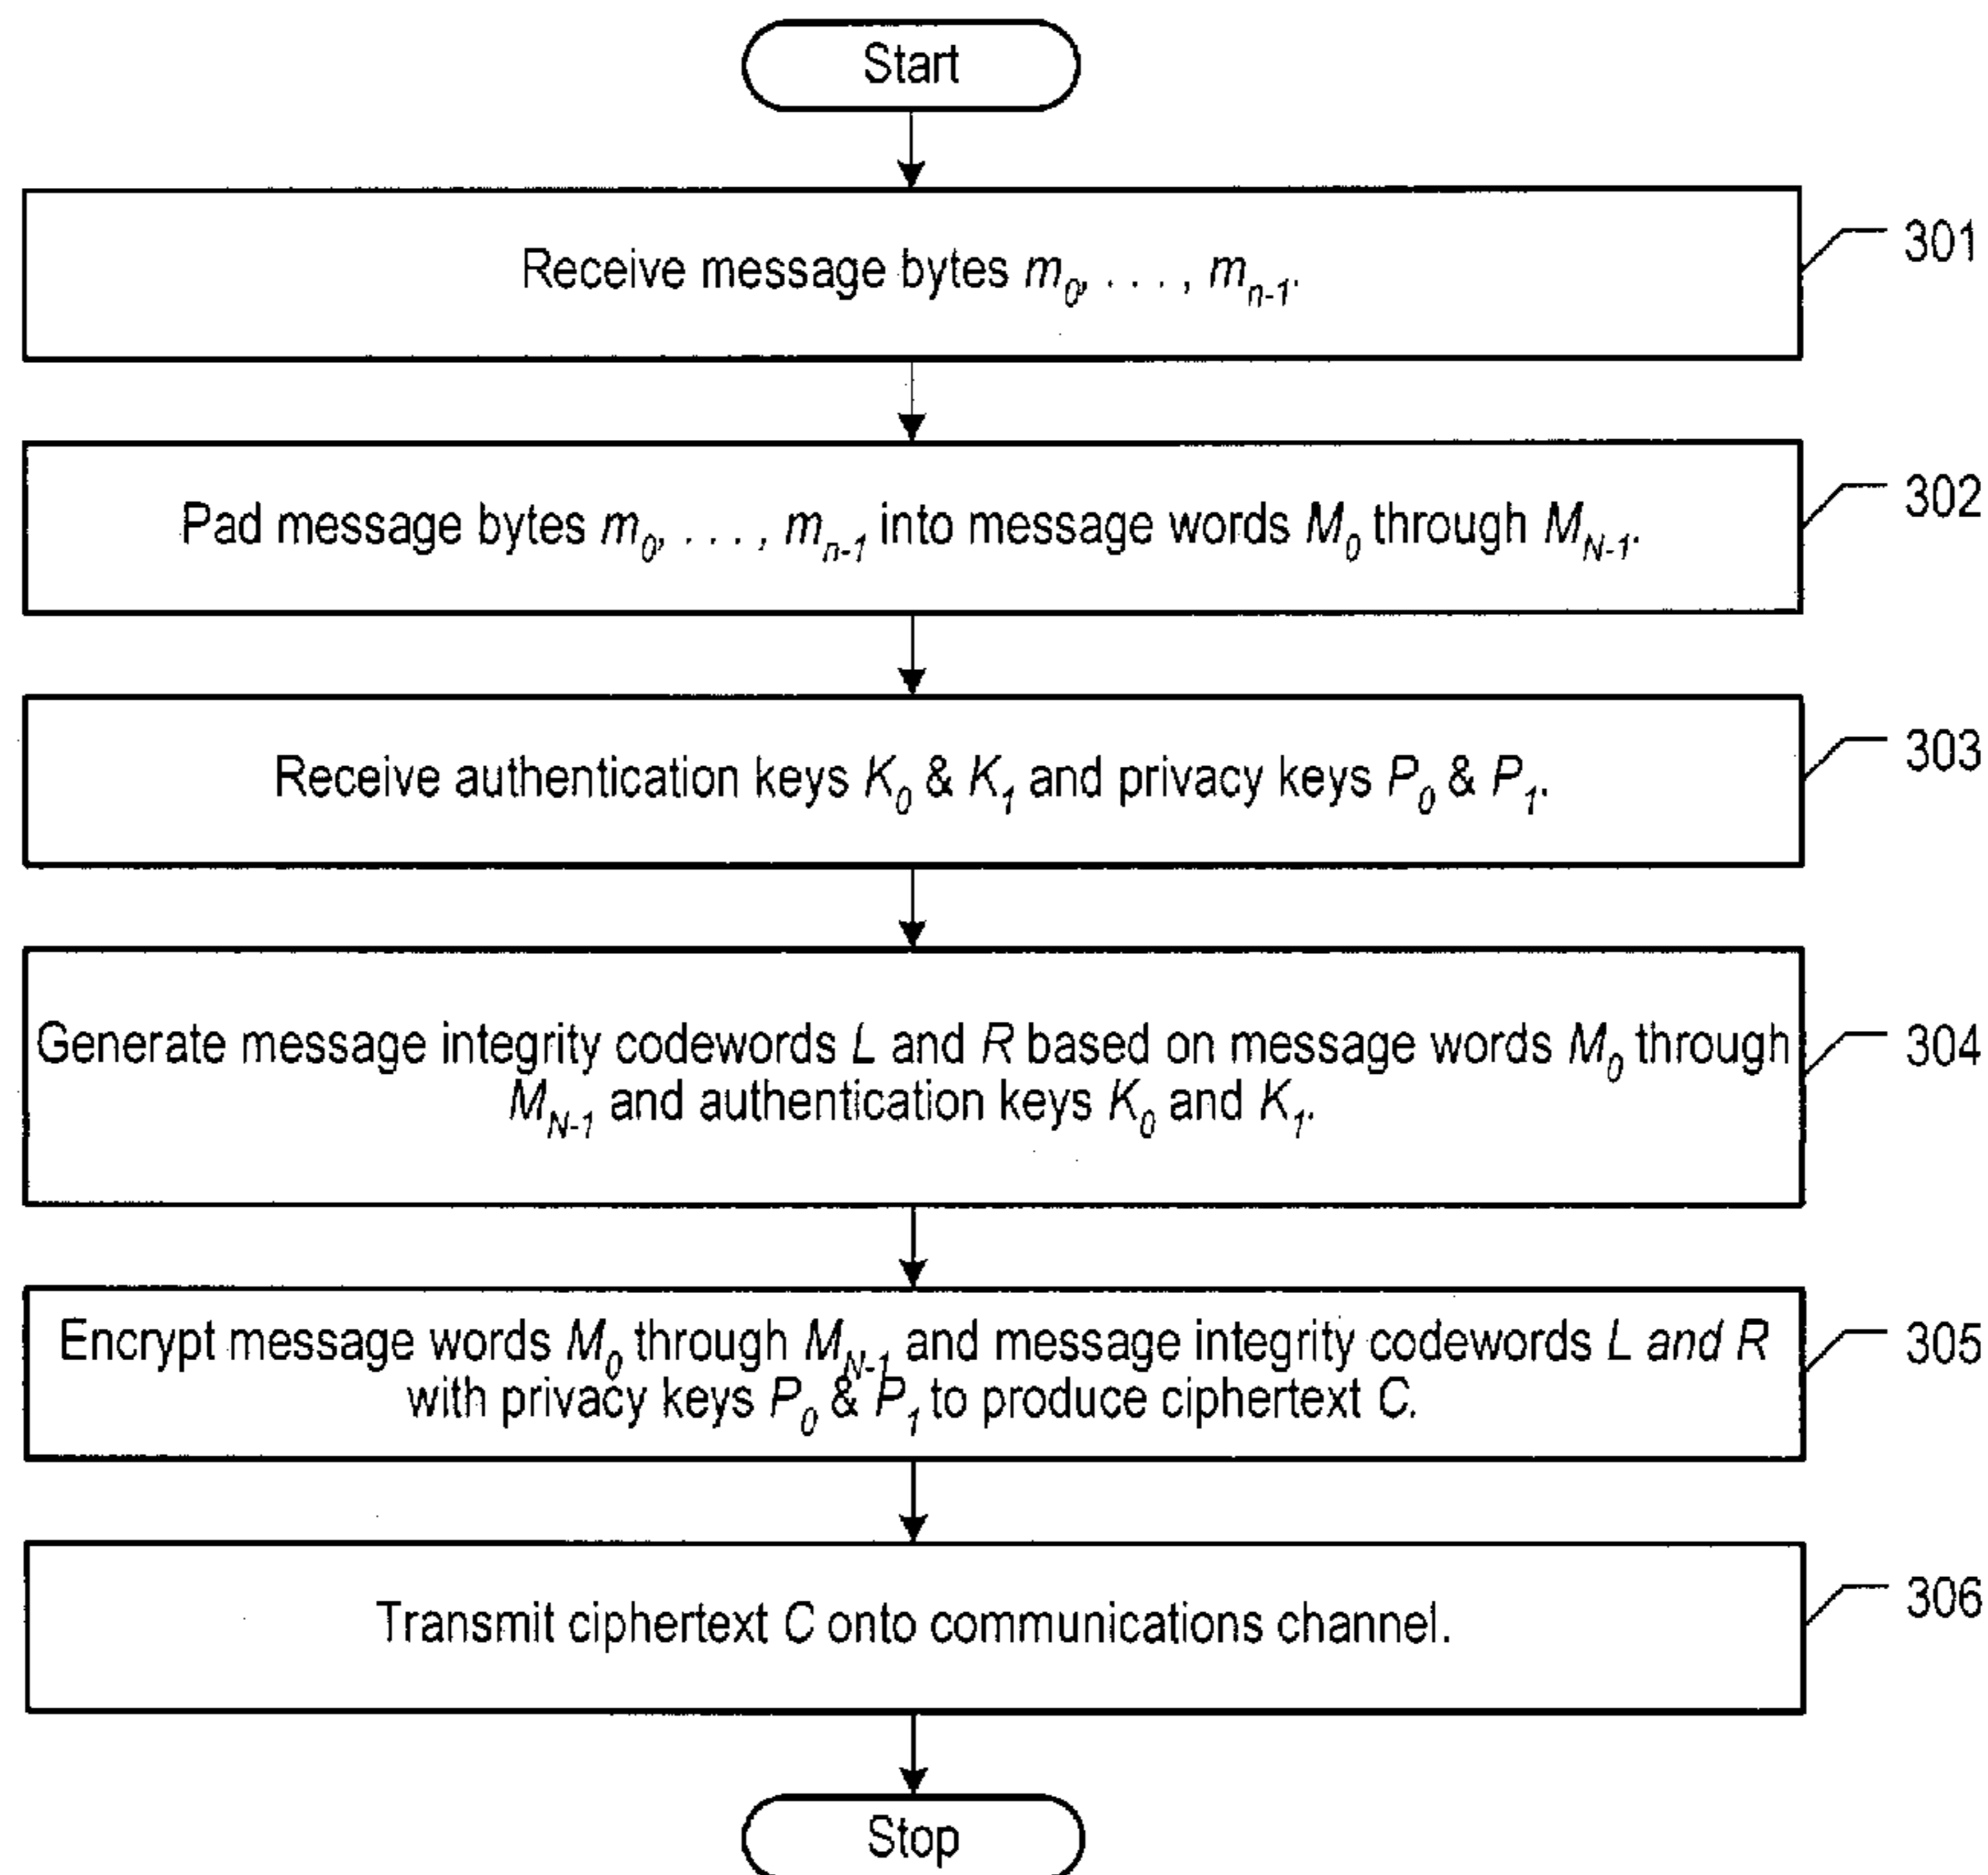 Start
Receive message bytes m0, . . . , mn-1.
301
Pad message bytes m0, . . . , mn-1 into message words M0 through MN-1.
302
Receive authentication keys K0 & K1 and privacy keys P0 & P1.
303
Generate message integrity codewords L and R based on message words M0 through
MN-1 and authentication keys K0 and K1.
304
Encrypt message words M0 through MN-1 and message integrity codewords L and R
with privacy keys P0 & P1 to produce ciphertext C.
305
Transmit ciphertext C onto communications channel.
306
Stop